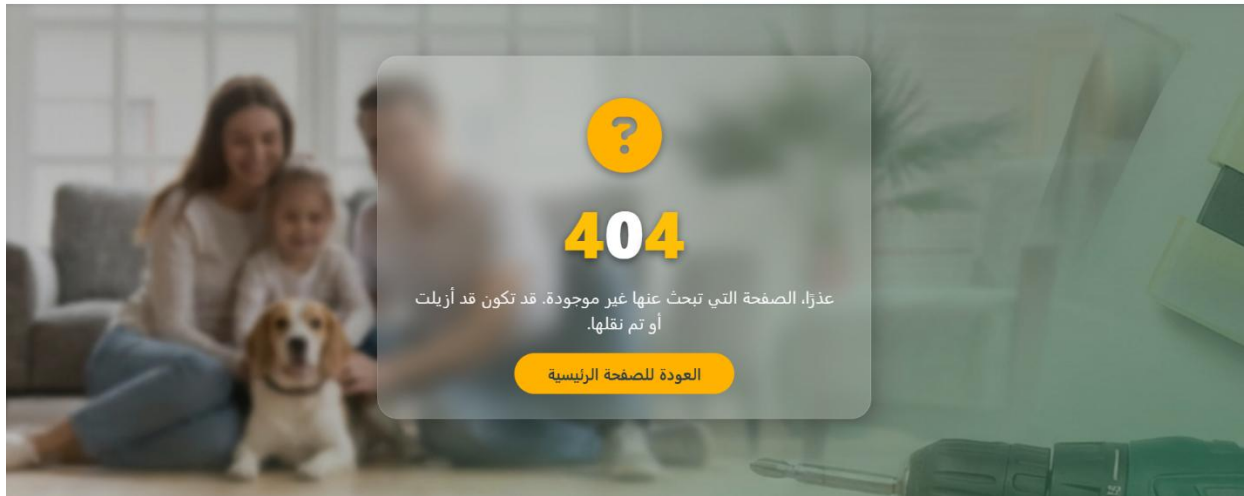 ?
404
عذرًا، الصفحة التي تبحث عنها غير موجودة. قد تكون قد أزيلت
أو تم نقلها.
العودة للصفحة الرئيسية